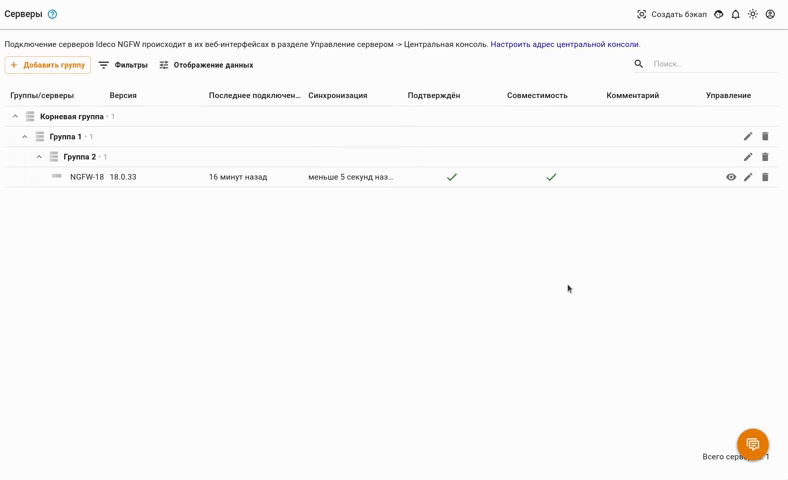 Серверы
Создать бэкап
Подключение серверов Ideco NGFW происходит в их веб-интерфейсах в разделе Управление сервером -> Центральная консоль. Настроить адрес центральной консоли.
+ Добавить группу Фильтры Отображение данных Поиск...
Группы/серверы Версия Последнее подключен... Синхронизация Подтверждён Совместимость Комментарий Управление
Корневая группа · 1
Группа 1 · 1
Группа 2 · 1
NGFW-18 18.0.33 16 минут назад меньше 5 секунд наз...
Всего 1